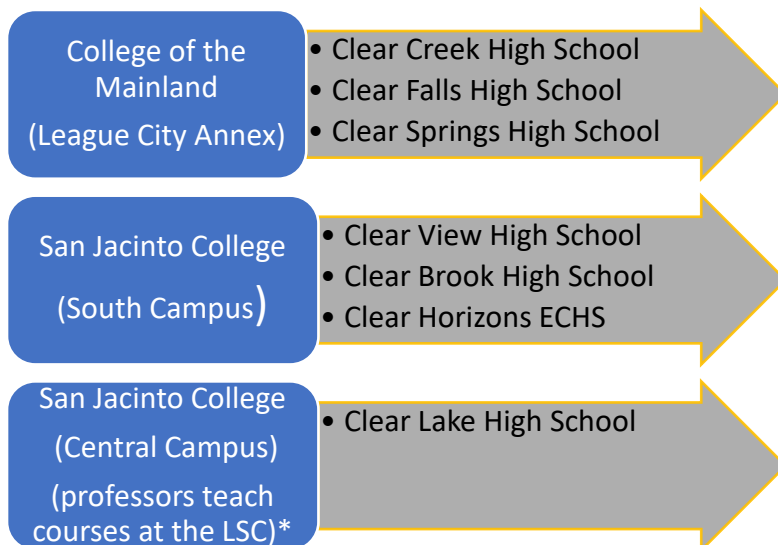 College of the
Mainland
(League City Annex)
• Clear Creek High School
• Clear Falls High School
• Clear Springs High School
San Jacinto College
(South Campus)
• Clear View High School
• Clear Brook High School
• Clear Horizons ECHS
San Jacinto College
(Central Campus)
(professors teach
courses at the LSC)*
• Clear Lake High School